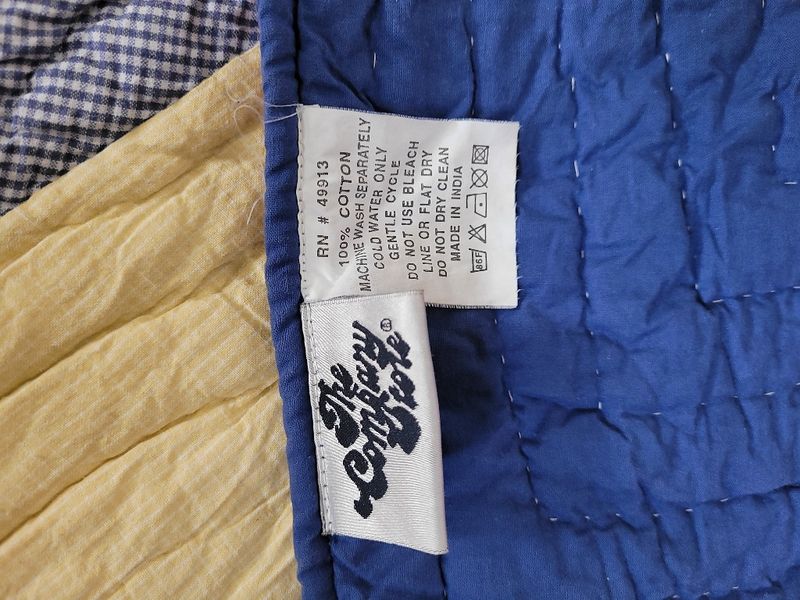 RN # 49913
100% COTTON
MACHINE WASH SEPARATELY
COLD WATER ONLY
GENTLE CYCLE
DO NOT USE BLEACH
LINE OR FLAT DRY
DO NOT DRY CLEAN
MADE IN INDIA
86F
The
Company
Store®